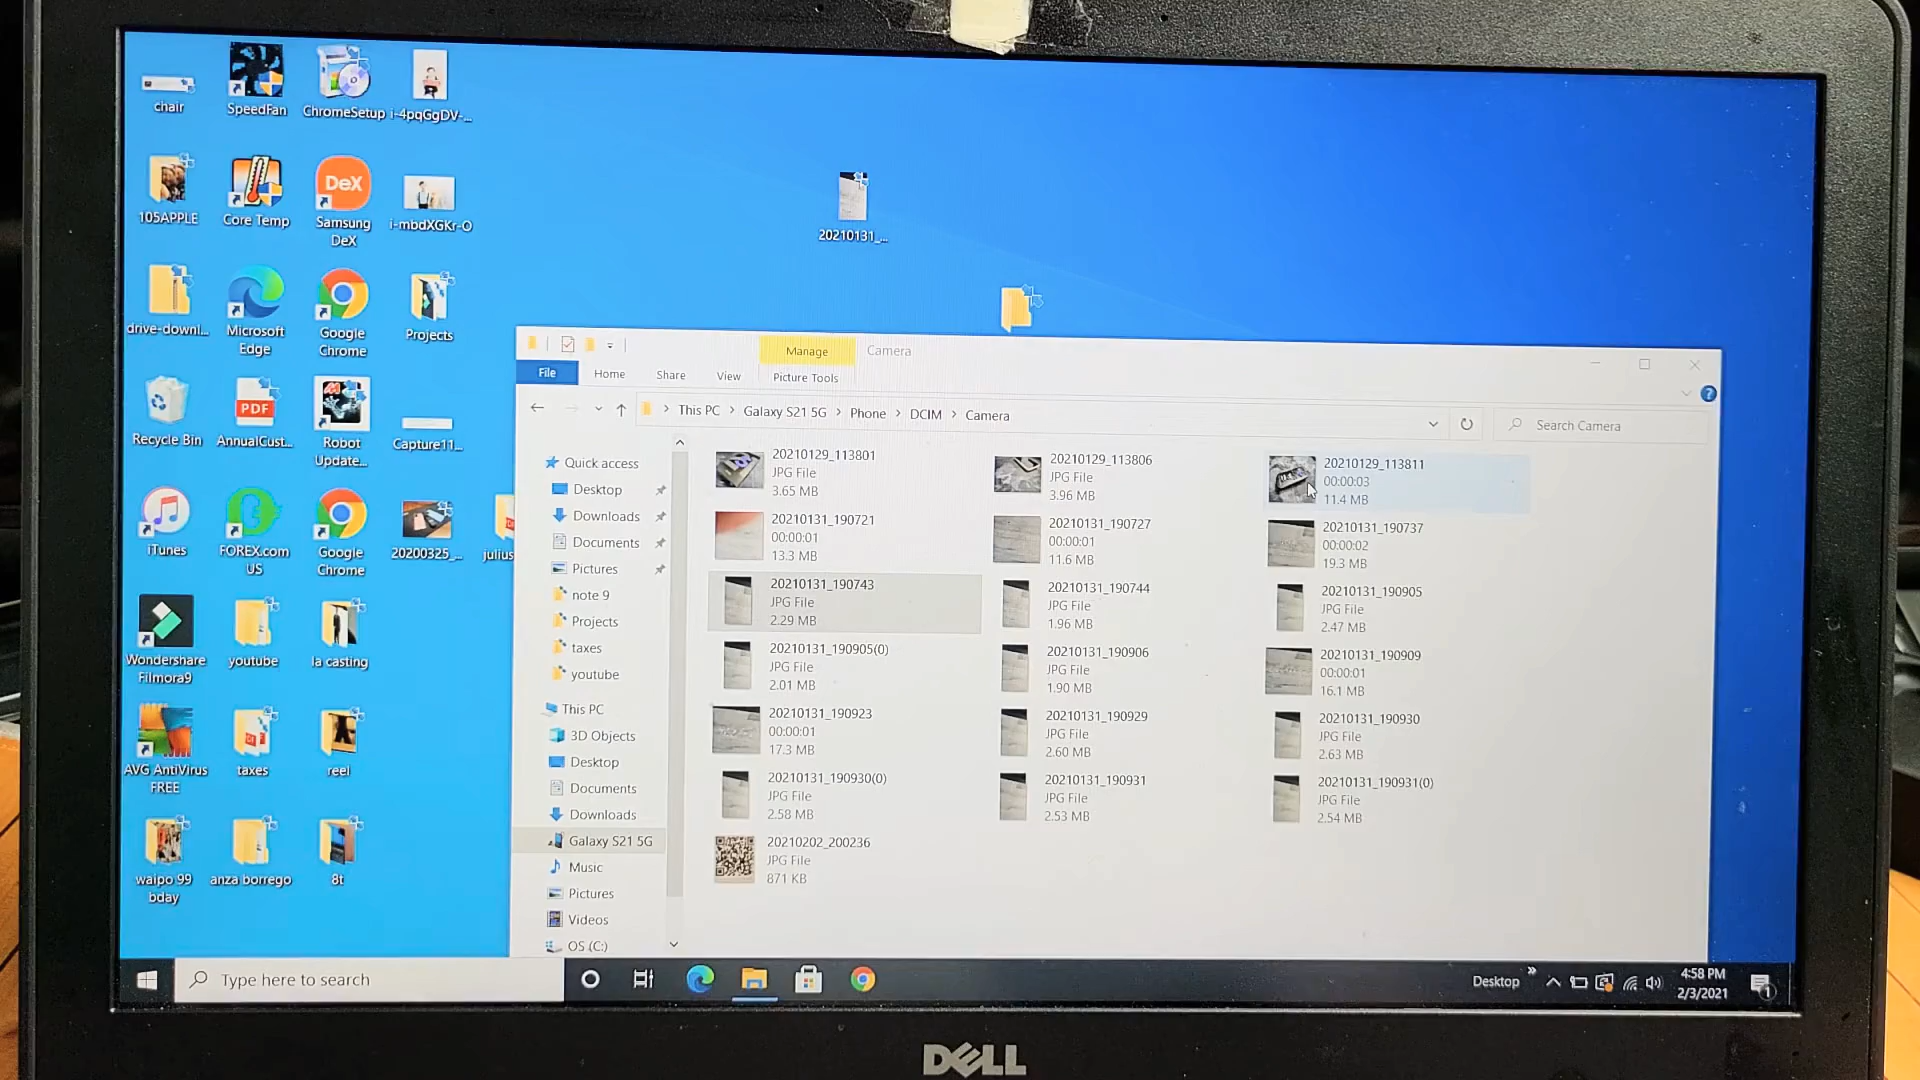 chair
SpeedFan
ChromeSetup
i-4pqGgDV-...
105APPLE
Core Temp
DeX
Samsung
DeX
i-mbdXGKr-O
20210131_...
drive-downl...
Microsoft
Edge
Google
Chrome
Projects
Recycle Bin
PDF
AnnualCust...
Robot
Update...
Capture11...
iTunes
FOREX.com
US
Google
Chrome
20200325_...
julius
Wondershare
Filmora9
youtube
la casting
AVG AntiVirus
FREE
taxes
reel
waipo 99
bday
anza borrego
8t
Manage
Camera
File
Home
Share
View
Picture Tools
This PC > Galaxy S21 5G > Phone > DCIM > Camera
Search Camera
Quick access
Desktop
Downloads
Documents
Pictures
note 9
Projects
taxes
youtube
This PC
3D Objects
Desktop
Documents
Downloads
Galaxy S21 5G
Music
Pictures
Videos
OS (C:)
20210129_113801
JPG File
3.65 MB
20210129_113806
JPG File
3.96 MB
20210129_113811
00:00:03
11.4 MB
20210131_190721
00:00:01
13.3 MB
20210131_190727
00:00:01
11.6 MB
20210131_190737
00:00:02
19.3 MB
20210131_190743
JPG File
2.29 MB
20210131_190744
JPG File
1.96 MB
20210131_190905
JPG File
2.47 MB
20210131_190905(0)
JPG File
2.01 MB
20210131_190906
JPG File
1.90 MB
20210131_190909
00:00:01
16.1 MB
20210131_190923
00:00:01
17.3 MB
20210131_190929
JPG File
2.60 MB
20210131_190930
JPG File
2.63 MB
20210131_190930(0)
JPG File
2.58 MB
20210131_190931
JPG File
2.53 MB
20210131_190931(0)
JPG File
2.54 MB
20210202_200236
JPG File
871 KB
Type here to search
Desktop
4:58 PM
2/3/2021
1
DELL